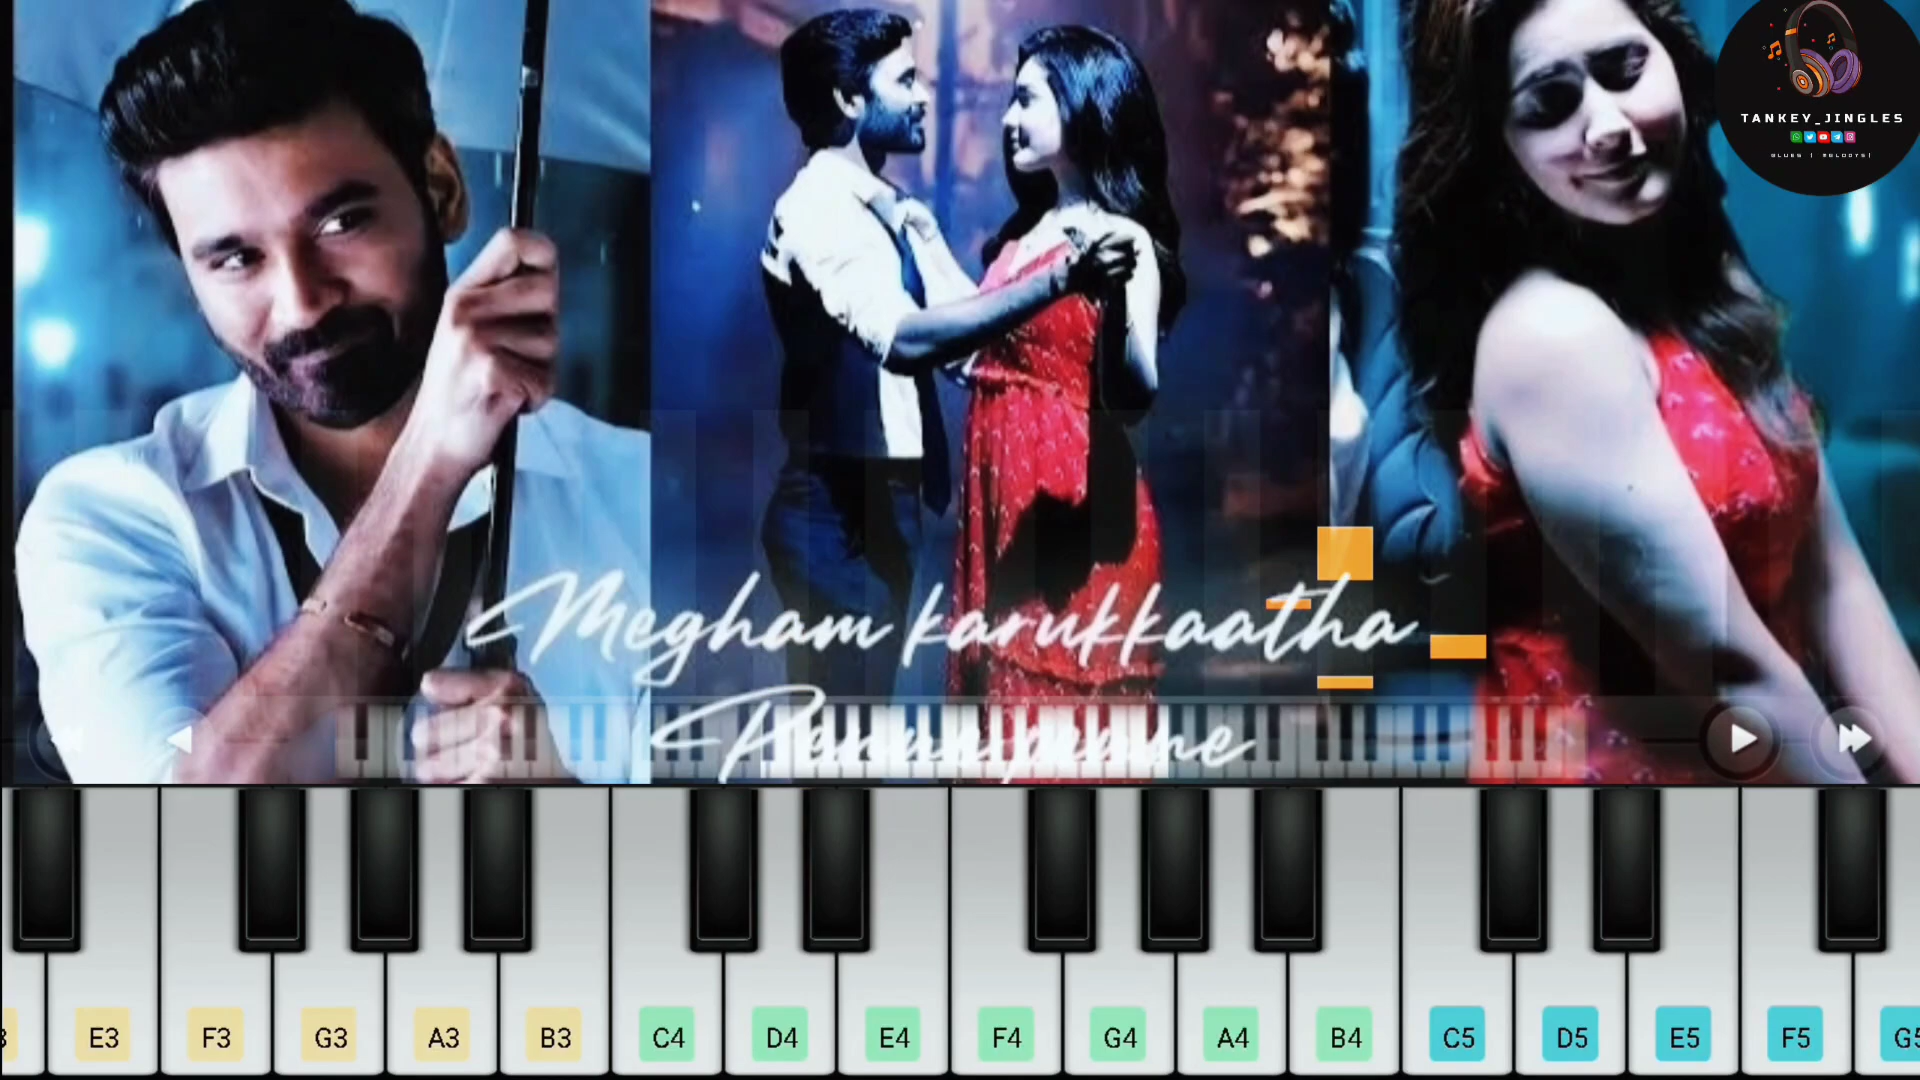 TANKEY_JINGLES
Megham karukkaatha
E3 F3 G3 A3 B3 C4 D4 E4 F4 G4 A4 B4 C5 D5 E5 F5 G5